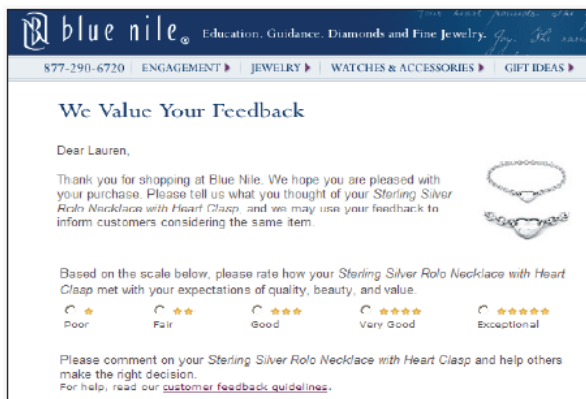 blue nile® Education. Guidance. Diamonds and Fine Jewelry.
877-290-6720 ENGAGEMENT JEWELRY WATCHES & ACCESSORIES GIFT IDEAS
We Value Your Feedback
Dear Lauren,
Thank you for shopping at Blue Nile. We hope you are pleased with
your purchase. Please tell us what you thought of your Sterling Silver
Rolo Necklace with Heart Clasp, and we may use your feedback to
inform customers considering the same item.
Based on the scale below, please rate how your Sterling Silver Rolo Necklace with Heart
Clasp met with your expectations of quality, beauty, and value.
Poor Fair Good Very Good Exceptional
Please comment on your Sterling Silver Rolo Necklace with Heart Clasp and help others
make the right decision.
For help, read our customer feedback guidelines.